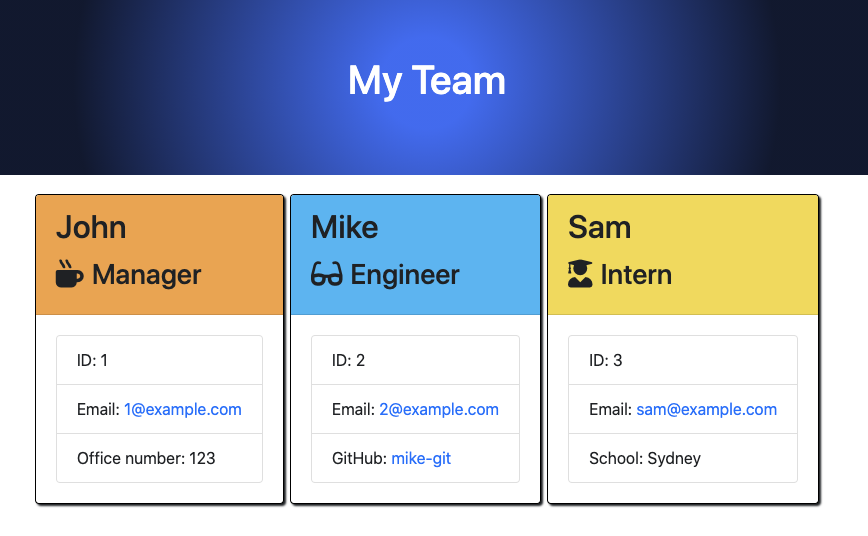 My Team
John
Manager
ID: 1
Email: 1@example.com
Office number: 123
Mike
Engineer
ID: 2
Email: 2@example.com
GitHub: mike-git
Sam
Intern
ID: 3
Email: sam@example.com
School: Sydney